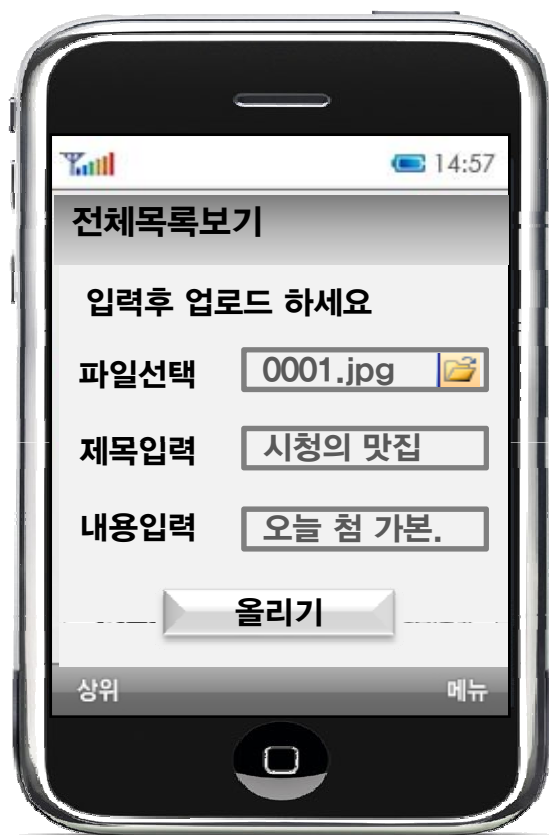 14:57
전체목록보기
입력후 업로드 하세요
파일선택 0001.jpg
제목입력 시청의 맛집
내용입력 오늘 첨 가본.
올리기
상위 메뉴